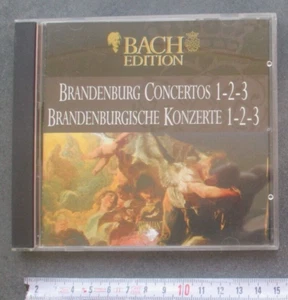 BACH
EDITION
BRANDENBURG CONCERTOS 1-2-3
BRANDENBURGISCHE KONZERTE 1-2-3
2 3 4 5 6 7 8 9 10 11 12 13 14 15